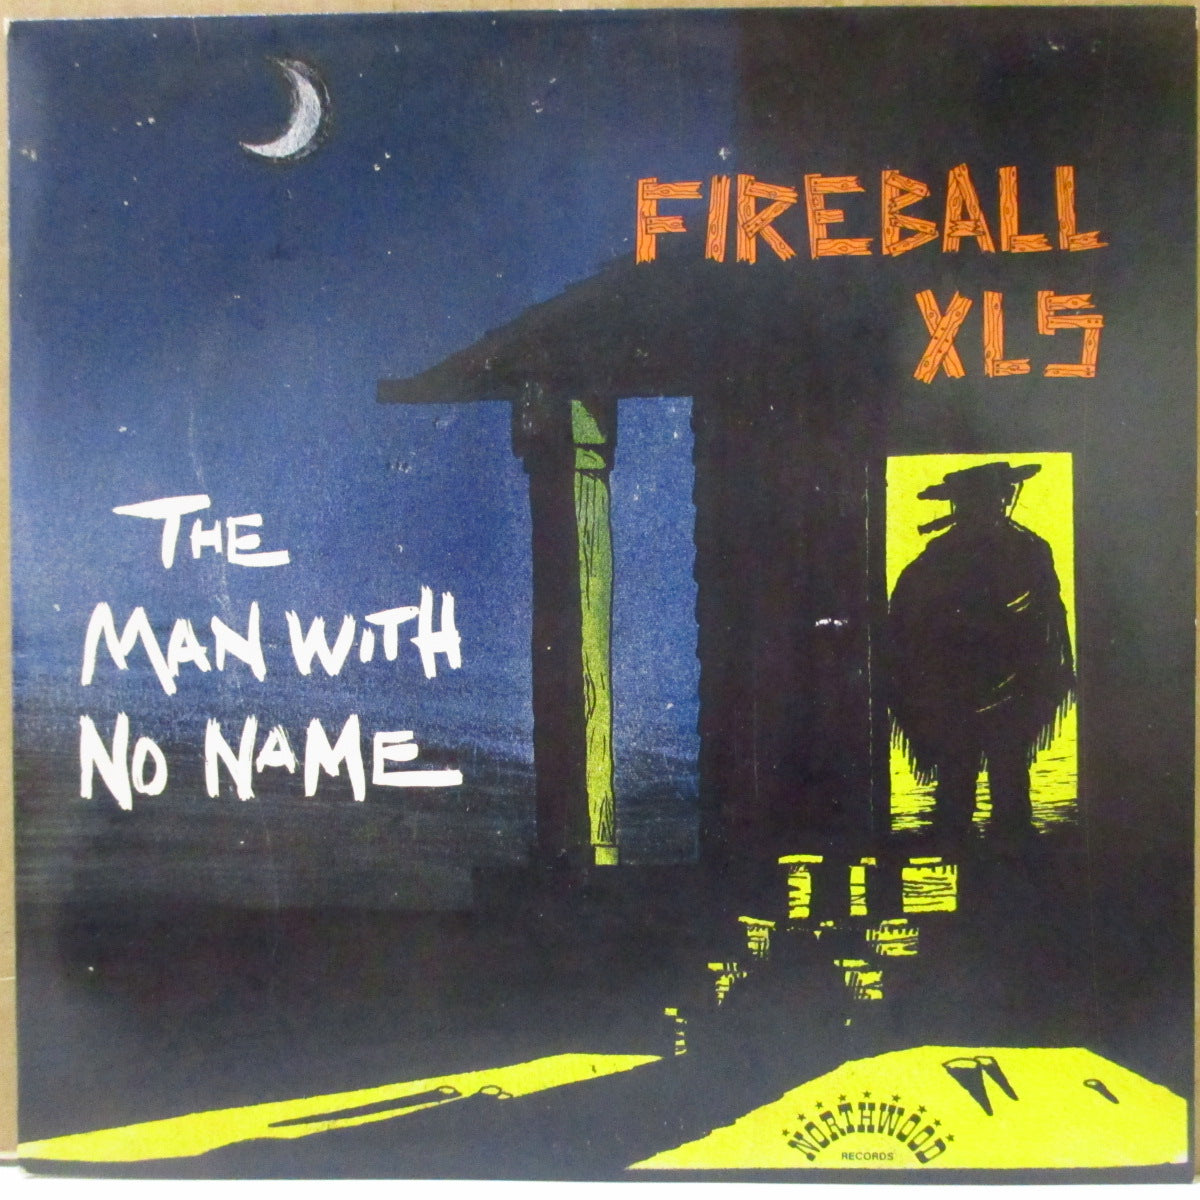 FIREBALL
XL5
THE
MAN WITH
NO NAME
NORTHWOOD
RECORDS